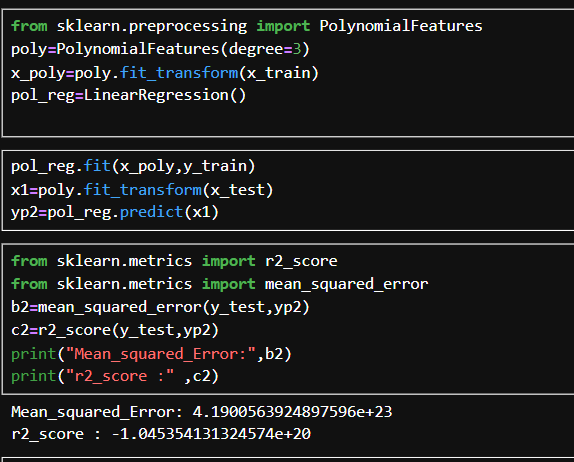 from sklearn.preprocessing import PolynomialFeatures
poly=PolynomialFeatures(degree=3)
x_poly=poly.fit_transform(x_train)
pol_reg=LinearRegression()
pol_reg.fit(x_poly,y_train)
x1=poly.fit_transform(x_test)
yp2=pol_reg.predict(x1)
from sklearn.metrics import r2_score
from sklearn.metrics import mean_squared_error
b2=mean_squared_error(y_test,yp2)
c2=r2_score(y_test,yp2)
print("Mean_squared_Error:",b2)
print("r2_score :" ,c2)
Mean_squared_Error: 4.1900563924897596e+23
r2_score : -1.045354131324574e+20